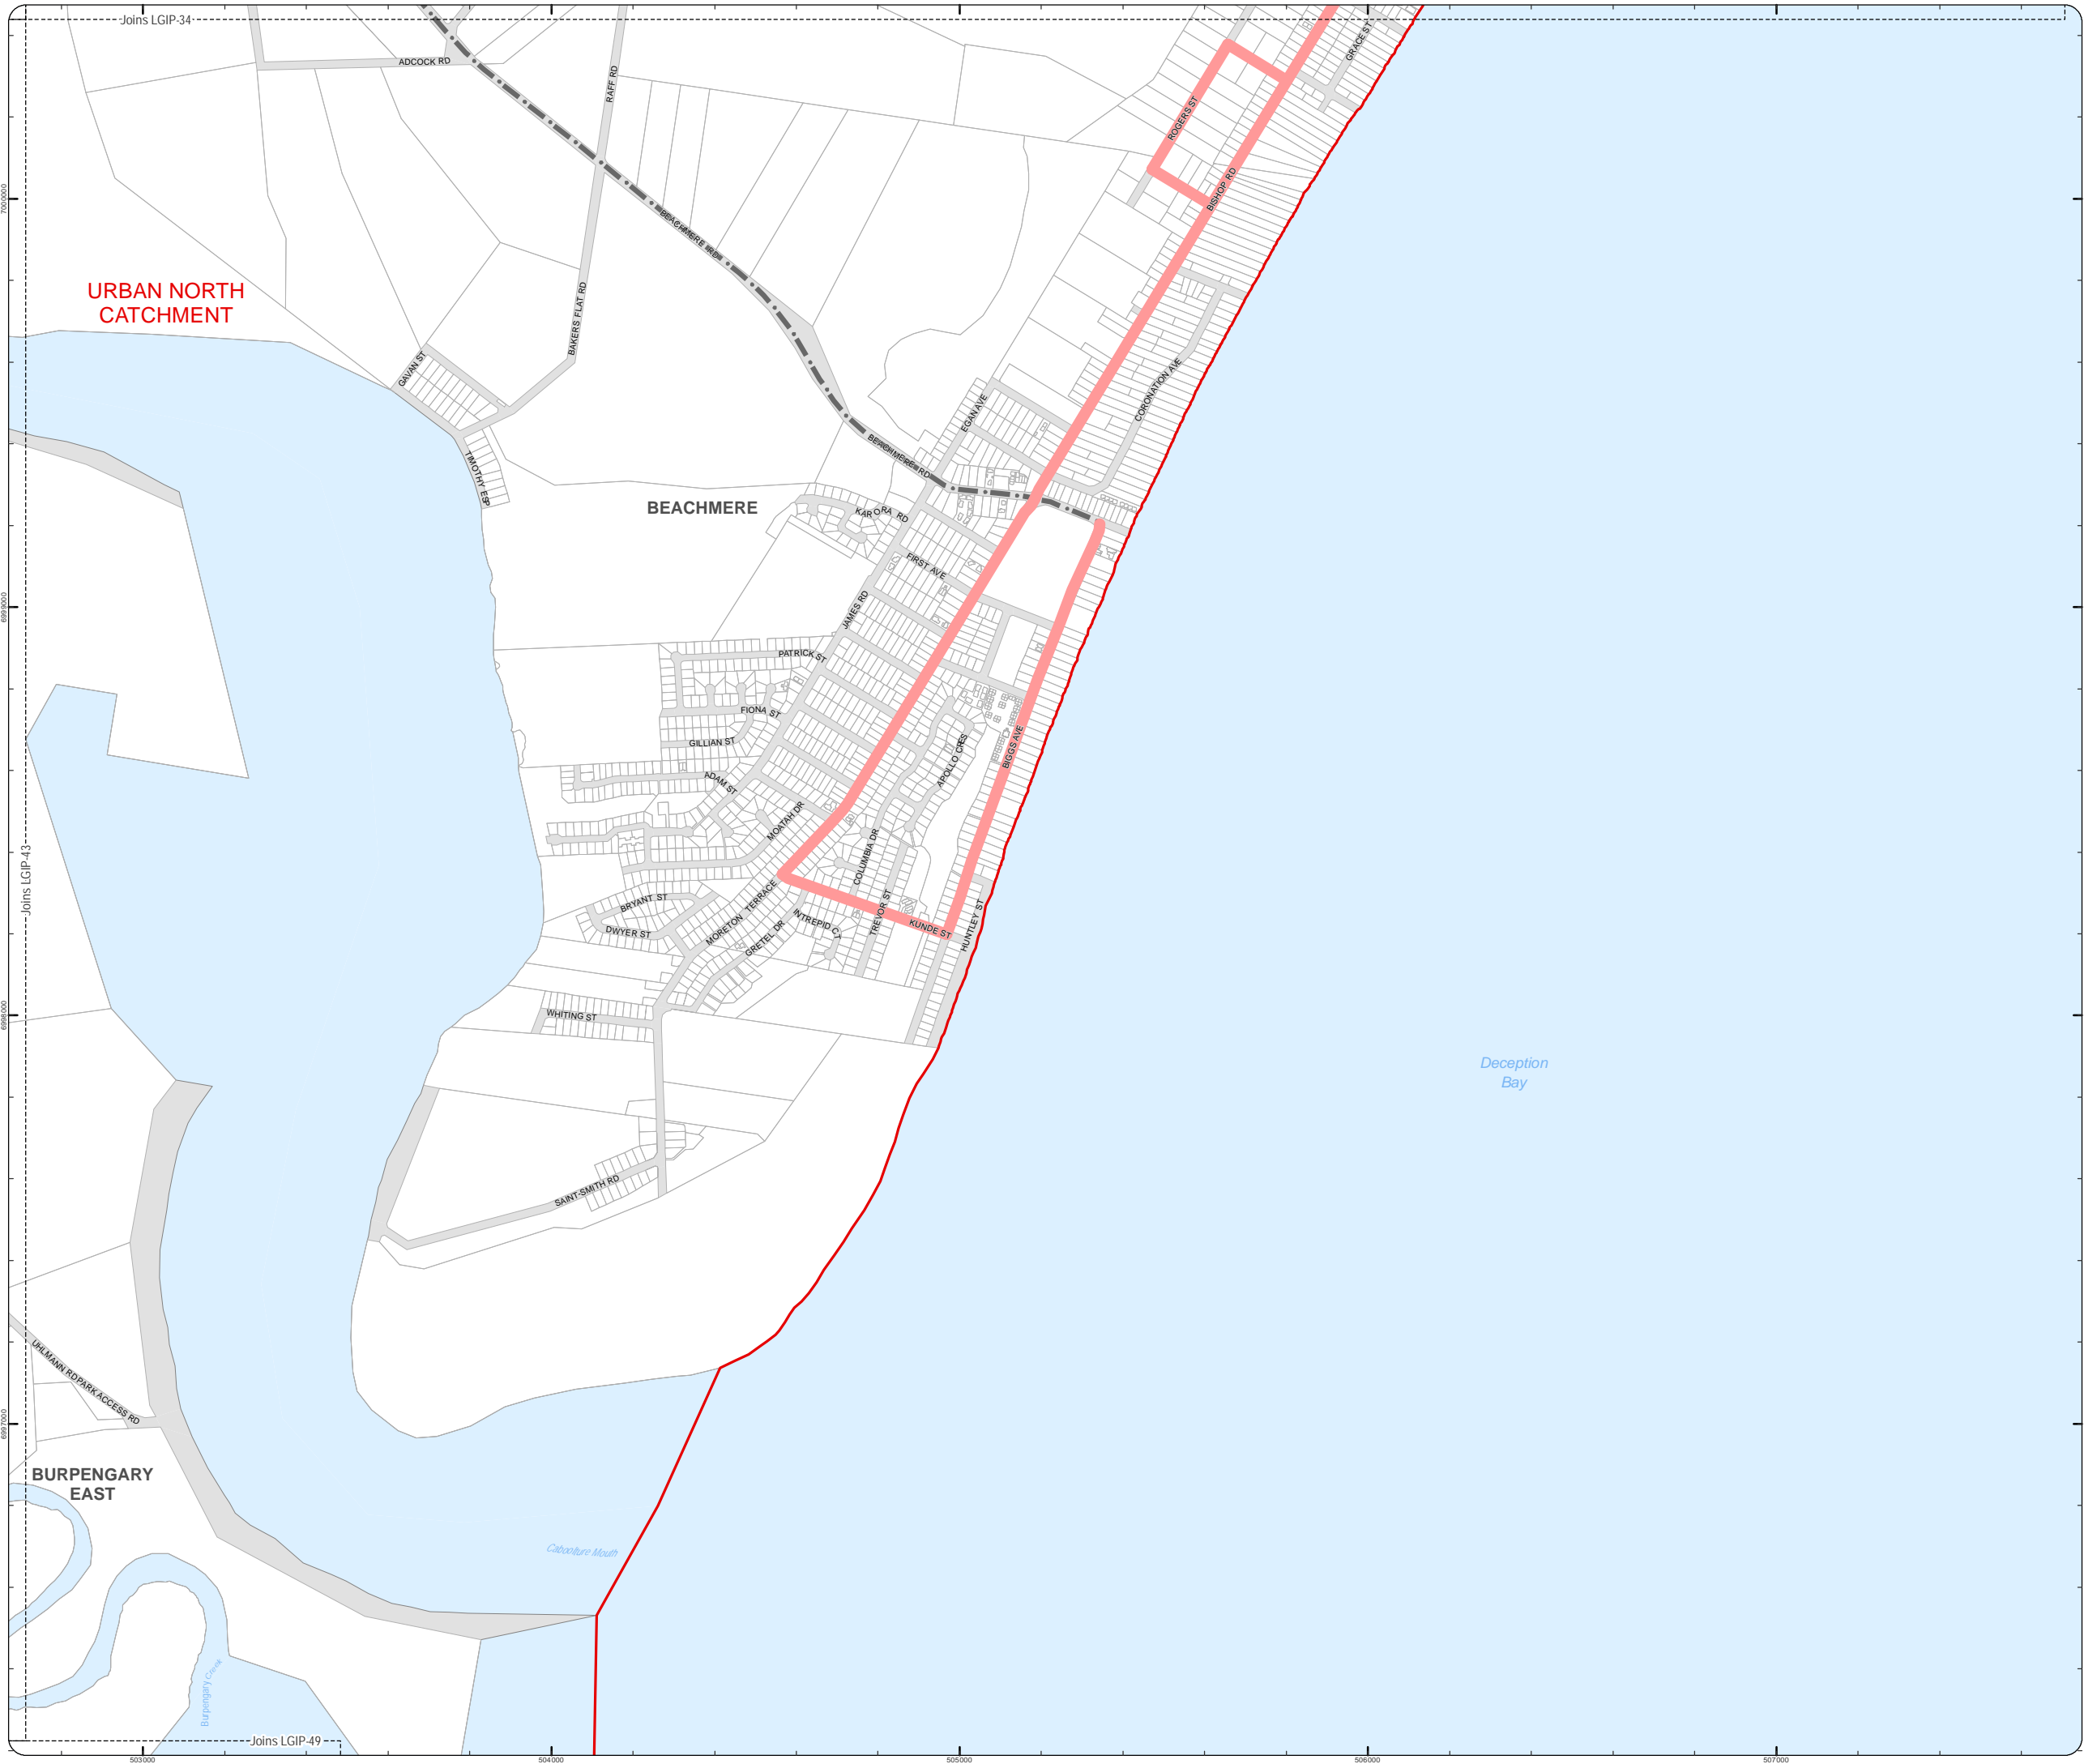 Joins LGIP-34
GRACE ST
ADCOCK RD
RAFF RD
ROGERS ST
BISHOP RD
7000000
BEACHMERE RD
URBAN NORTH
CATCHMENT
BAKERS FLAT RD
GAVAN ST
CORONATION AVE
EGAN AVE
BEACHMERE RD
TIMOTHY ESP
BEACHMERE
KARORA RD
FIRST AVE
6999000
JAMES RD
PATRICK ST
FIONA ST
GILLIAN ST
BIGGS AVE
APOLLO CRES
ADAM ST
MOATAH DR
COLUMBIA DR
Joins LGIP-43
BRYANT ST
MORETON TERRACE
TREVOR ST
INTREPID CT
KUNDE ST
HUNTLEY ST
DWYER ST
GRETEL DR
6998000
WHITING ST
Deception
Bay
SAINT-SMITH RD
UHLMANN RD
PARK ACCESS RD
6997000
BURPENGARY
EAST
Caboolture Mouth
Burpengary Creek
Joins LGIP-49
503000
504000
505000
506000
507000